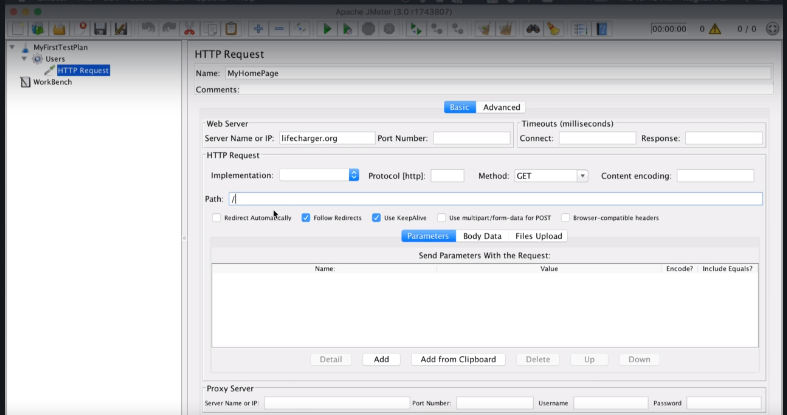 Apache JMeter (3.0 r1743807)
00:00:00 0 0 / 0
MyFirstTestPlan
Users
HTTP Request
WorkBench
HTTP Request
Name: MyHomePage
Comments:
Basic Advanced
Web Server
Timeouts (milliseconds)
Server Name or IP: lifecharger.org Port Number: Connect: Response:
HTTP Request
Implementation: Protocol [http]: Method: GET Content encoding:
Path: /
Redirect Automatically Follow Redirects Use KeepAlive Use multipart/form-data for POST Browser-compatible headers
Parameters Body Data Files Upload
Send Parameters With the Request:
Name: Value Encode? Include Equals?
Detail Add Add from Clipboard Delete Up Down
Proxy Server
Server Name or IP: Port Number: Username Password